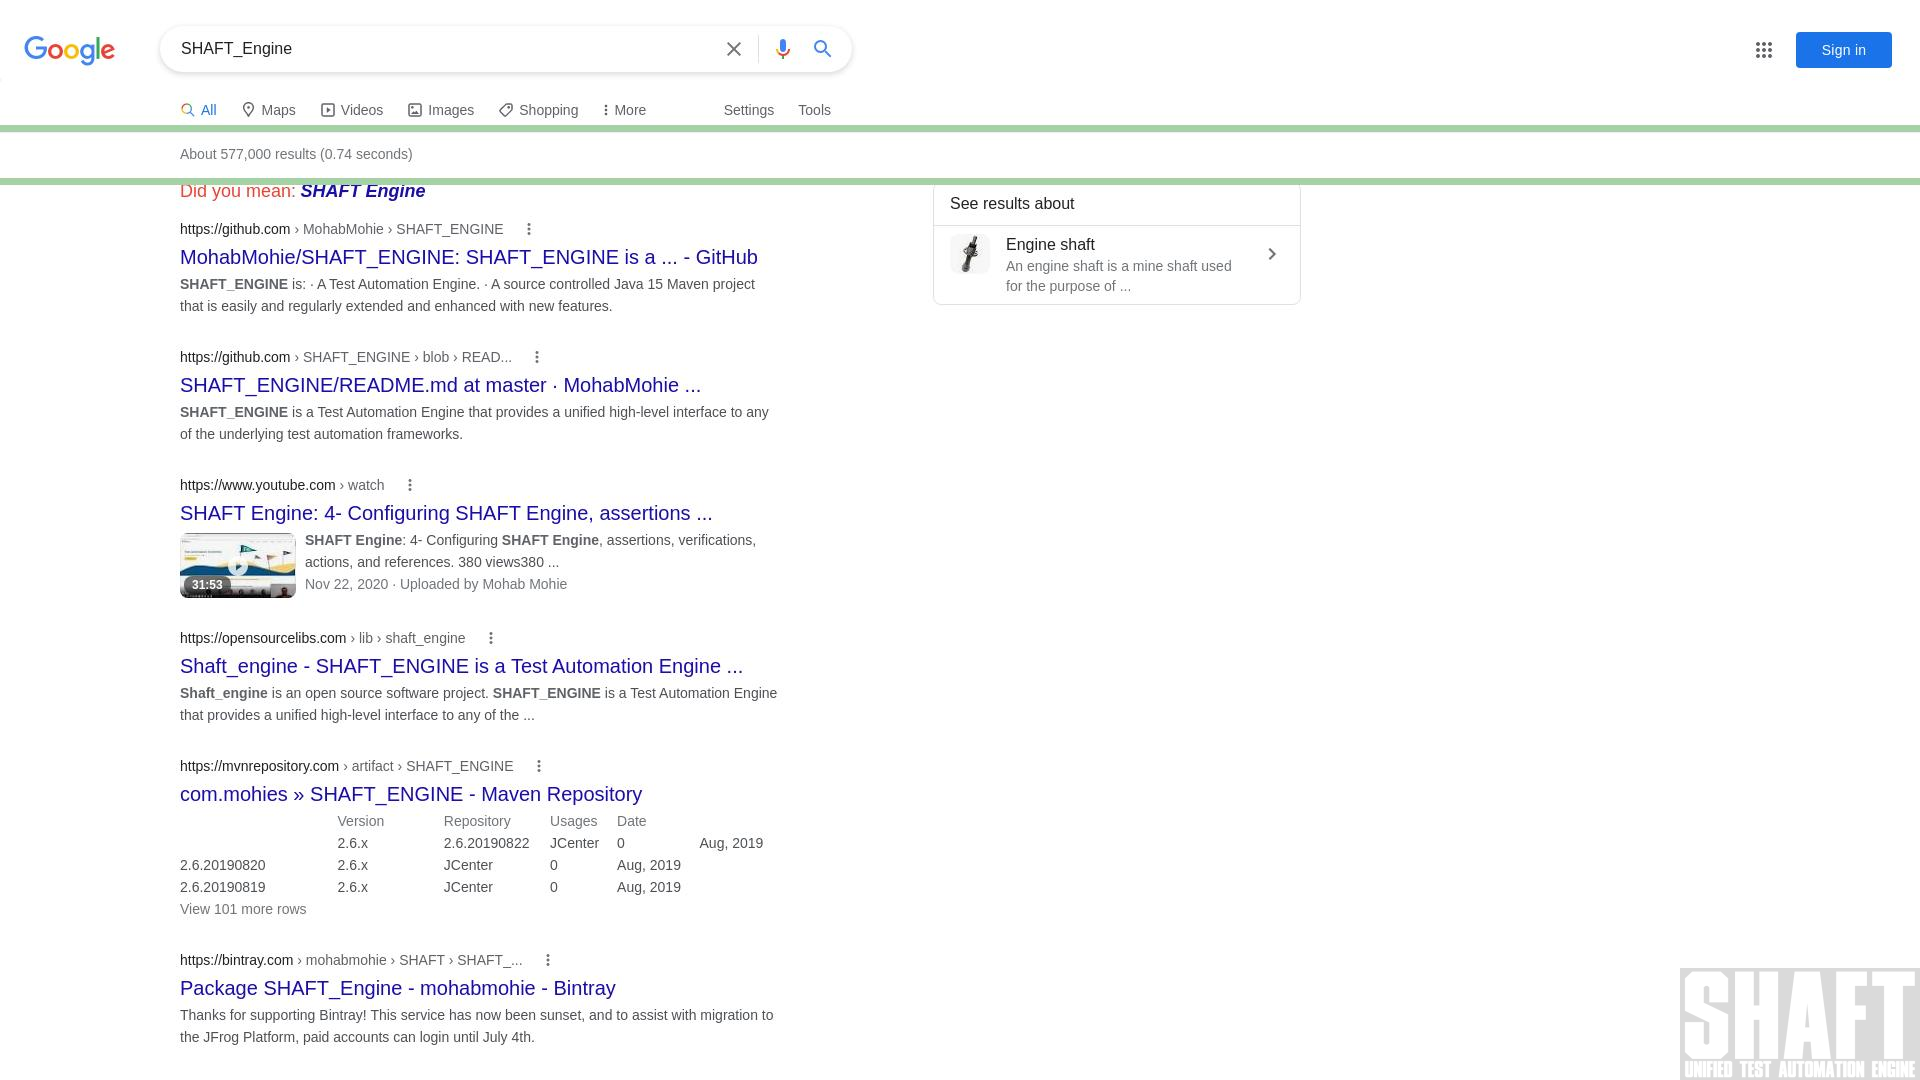 Google
SHAFT_Engine
Sign in
All Maps Videos Images Shopping More Settings Tools
About 577,000 results (0.74 seconds)
Did you mean: SHAFT Engine
https://github.com › MohabMohie › SHAFT_ENGINE
MohabMohie/SHAFT_ENGINE: SHAFT_ENGINE is a ... - GitHub
SHAFT_ENGINE is: · A Test Automation Engine. · A source controlled Java 15 Maven project
that is easily and regularly extended and enhanced with new features.
https://github.com › SHAFT_ENGINE › blob › READ...
SHAFT_ENGINE/README.md at master · MohabMohie ...
SHAFT_ENGINE is a Test Automation Engine that provides a unified high-level interface to any
of the underlying test automation frameworks.
https://www.youtube.com › watch
SHAFT Engine: 4- Configuring SHAFT Engine, assertions ...
31:53
SHAFT Engine: 4- Configuring SHAFT Engine, assertions, verifications,
actions, and references. 380 views380 ...
Nov 22, 2020 · Uploaded by Mohab Mohie
https://opensourcelibs.com › lib › shaft_engine
Shaft_engine - SHAFT_ENGINE is a Test Automation Engine ...
Shaft_engine is an open source software project. SHAFT_ENGINE is a Test Automation Engine
that provides a unified high-level interface to any of the ...
https://mvnrepository.com › artifact › SHAFT_ENGINE
com.mohies » SHAFT_ENGINE - Maven Repository
Version Repository Usages Date
2.6.x 2.6.20190822 JCenter 0 Aug, 2019
2.6.20190820 2.6.x JCenter 0 Aug, 2019
2.6.20190819 2.6.x JCenter 0 Aug, 2019
View 101 more rows
https://bintray.com › mohabmohie › SHAFT › SHAFT_...
Package SHAFT_Engine - mohabmohie - Bintray
Thanks for supporting Bintray! This service has now been sunset, and to assist with migration to
the JFrog Platform, paid accounts can login until July 4th.
See results about
Engine shaft
An engine shaft is a mine shaft used
for the purpose of ...
SHAFT
UNIFIED TEST AUTOMATION ENGINE